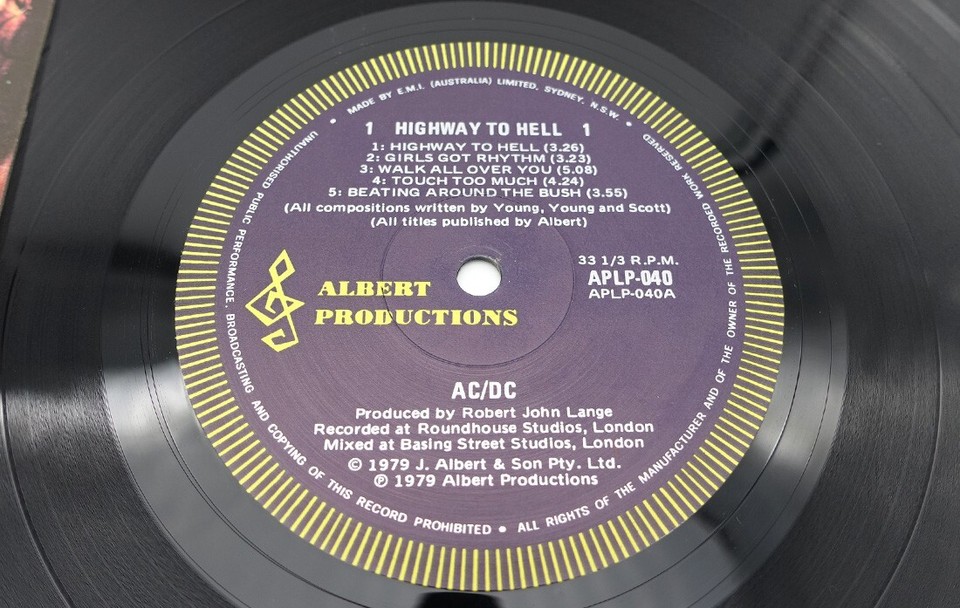 MADE BY E.M.I. (AUSTRALIA) LIMITED, SYDNEY, N.S.W. •
1 HIGHWAY TO HELL 1
1: HIGHWAY TO HELL (3.26)
2: GIRLS GOT RHYTHM (3.23)
3: WALK ALL OVER YOU (5.08)
4: TOUCH TOO MUCH (4.24)
5: BEATING AROUND THE BUSH (3.55)
(All compositions written by Young, Young and Scott)
(All titles published by Albert)
33 1/3 R.P.M.
APLP-040
APLP-040A
ALBERT
PRODUCTIONS
AC/DC
Produced by Robert John Lange
Recorded at Roundhouse Studios, London
Mixed at Basing Street Studios, London
© 1979 J. Albert & Son Pty. Ltd.
℗ 1979 Albert Productions
UNAUTHORISED PUBLIC PERFORMANCE, BROADCASTING AND COPYING OF THIS RECORD PROHIBITED • ALL RIGHTS OF THE MANUFACTURER AND OF THE OWNER OF THE RECORDED WORK RESERVED •